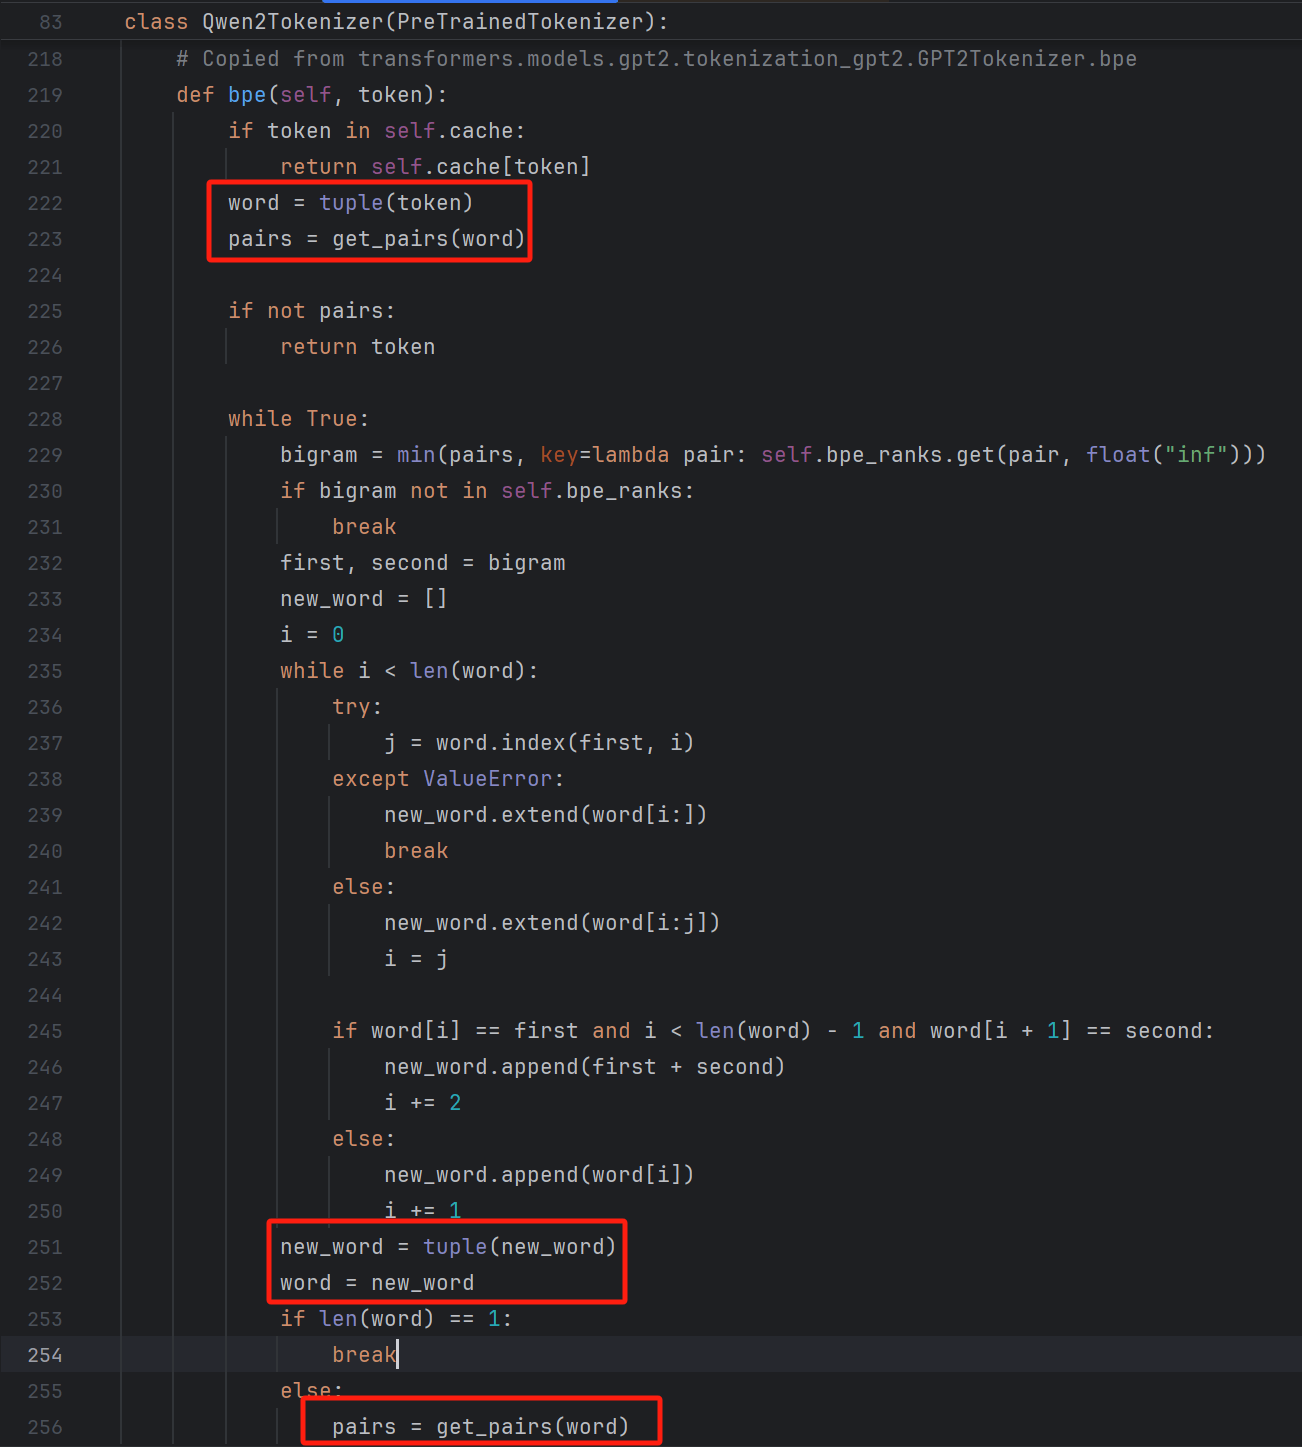 83 class Qwen2Tokenizer(PreTrainedTokenizer):
218 # Copied from transformers.models.gpt2.tokenization_gpt2.GPT2Tokenizer.bpe
219 def bpe(self, token):
220 if token in self.cache:
221 return self.cache[token]
222 word = tuple(token)
223 pairs = get_pairs(word)
224
225 if not pairs:
226 return token
227
228 while True:
229 bigram = min(pairs, key=lambda pair: self.bpe_ranks.get(pair, float("inf")))
230 if bigram not in self.bpe_ranks:
231 break
232 first, second = bigram
233 new_word = []
234 i = 0
235 while i < len(word):
236 try:
237 j = word.index(first, i)
238 except ValueError:
239 new_word.extend(word[i:])
240 break
241 else:
242 new_word.extend(word[i:j])
243 i = j
244
245 if word[i] == first and i < len(word) - 1 and word[i + 1] == second:
246 new_word.append(first + second)
247 i += 2
248 else:
249 new_word.append(word[i])
250 i += 1
251 new_word = tuple(new_word)
252 word = new_word
253 if len(word) == 1:
254 break
255 else:
256 pairs = get_pairs(word)